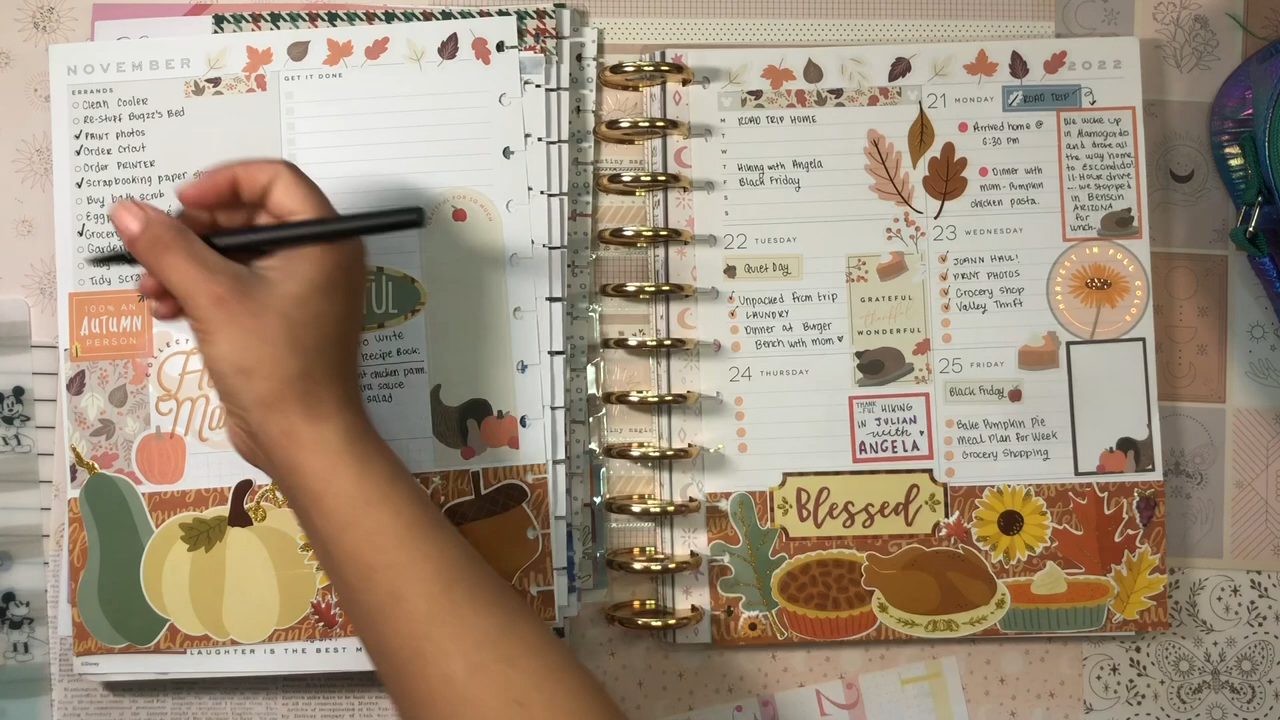 NOVEMBER
ERRANDS
Clean Cooler
Re-stuff Bugzz's Bed
PRINT photos
Order Cricut
Order PRINTER
Scrapbooking paper
Buy bath scrub
Tidy
100% AN
AUTUMN
PERSON
GET IT DONE
WRITE
RECIPE BOOK:
chicken parm.
sauce
salad
LAUGHTER IS THE BEST
©Disney
2022
M ROAD TRIP HOME
T
W
T Hiking with Angela
F Black Friday
S
S
21 MONDAY
ROAD TRIP
Arrived home @
6:30 pm
Dinner with
mom - Pumpkin
chicken pasta.
We woke up
in Alamogordo
and drove all
the way home
to Escondido!
11-Hour drive
... we stopped
in Benson
ARIZONA
for
lunch.
22 TUESDAY
Quiet Day
Unpacked from trip
LAUNDRY
Dinner at Burger
Bench with mom
GRATEFUL
thankful
WONDERFUL
23 WEDNESDAY
JOANN HAUL!
PRINT PHOTOS
Grocery shop
Valley Thrift
HARVEST IN FULL COLOR
24 THURSDAY
THANK
-FUL HIKING
IN JULIAN
with
ANGELA
25 FRIDAY
Black Friday
Bake Pumpkin Pie
Meal Plan for Week
Grocery Shopping
Blessed